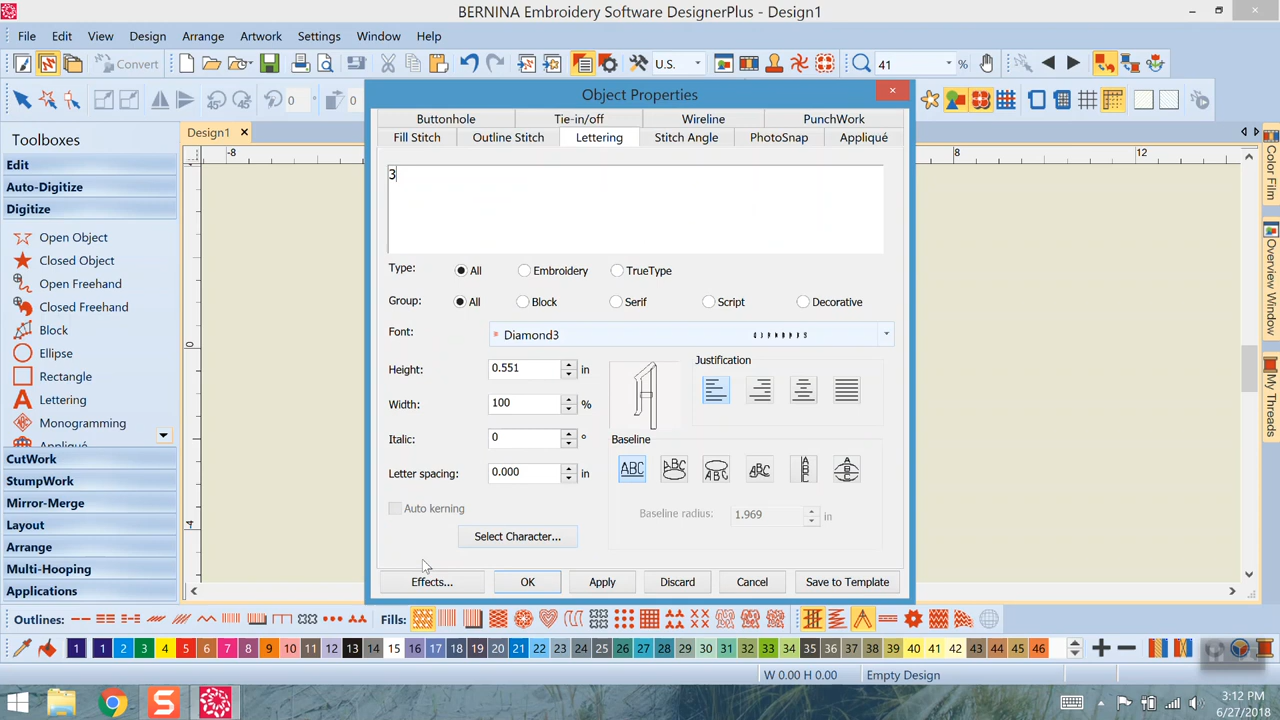 BERNINA Embroidery Software DesignerPlus - Design1
File Edit View Design Arrange Artwork Settings Window Help
Convert U.S. 41 %
0 0
Toolboxes
Edit
Auto-Digitize
Digitize
Open Object
Closed Object
Open Freehand
Closed Freehand
Block
Ellipse
Rectangle
Lettering
Monogramming
Appliqué
CutWork
StumpWork
Mirror-Merge
Layout
Arrange
Multi-Hooping
Applications
Design1
-8 8 12
0
-4
Object Properties
Buttonhole Tie-in/off Wireline PunchWork
Fill Stitch Outline Stitch Lettering Stitch Angle PhotoSnap Appliqué
3
Type: All Embroidery TrueType
Group: All Block Serif Script Decorative
Font: Diamond3
Height: 0.551 in
Width: 100 %
Italic: 0 °
Letter spacing: 0.000 in
Auto kerning
Select Character...
Justification
Baseline
ABC ABC ABC ABC ABC ABC
Baseline radius: 1.969 in
Effects... OK Apply Discard Cancel Save to Template
Color Film
Overview Window
My Threads
Outlines: Fills:
1 1 2 3 4 5 6 7 8 9 10 11 12 13 14 15 16 17 18 19 20 21 22 23 24 25 26 27 28 29 30 31 32 33 34 35 36 37 38 39 40 41 42 43 44 45 46
W 0.00 H 0.00 Empty Design
3:12 PM
6/27/2018